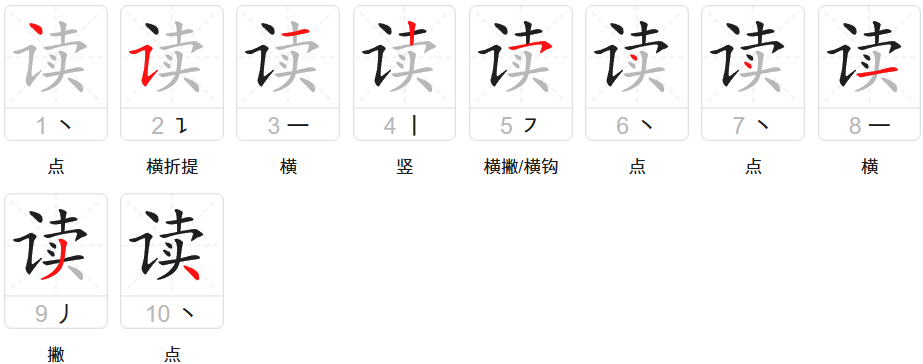 读 读 读 读 读 读 读 读
1 丶 2 ㇊ 3 一 4 丨 5 ㇇ 6 丶 7 丶 8 一
点 横折提 横 竖 横撇/横钩 点 点 横
读 读
9 丿 10 丶
撇 点